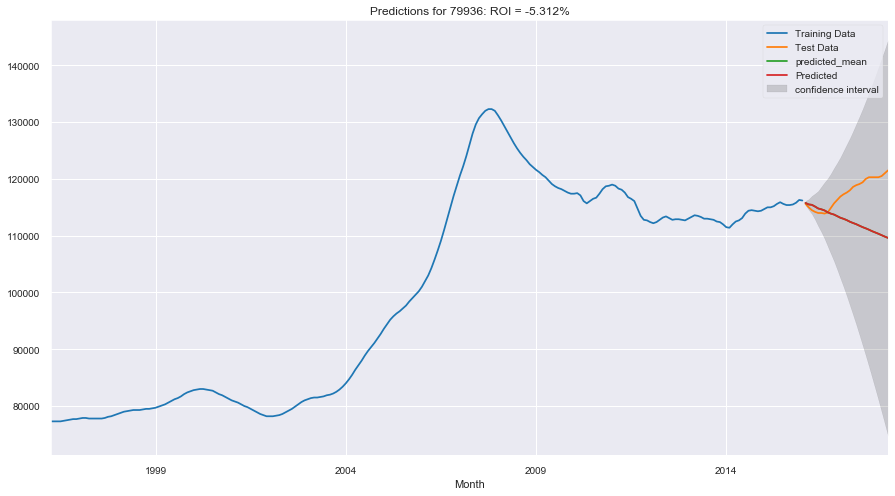 Predictions for 79936: ROI = -5.312%
Training Data
Test Data
predicted_mean
Predicted
confidence interval
140000
130000
120000
110000
100000
90000
80000
1999
2004
2009
2014
Month